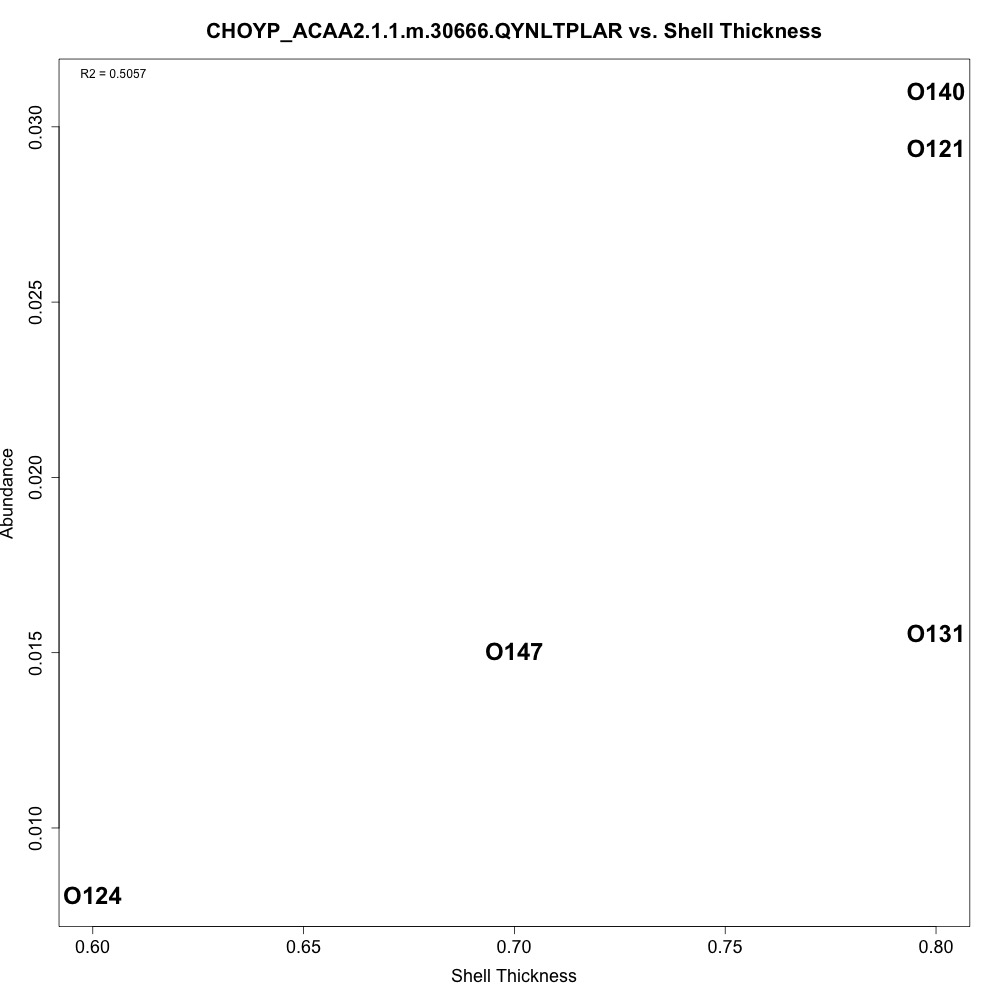 CHOYP_ACAA2.1.1.m.30666.QYNLTPLAR vs. Shell Thickness
R2 = 0.5057
O140
0.030
O121
0.025
0.020
Abundance
O131
0.015
O147
0.010
O124
0.60 0.65 0.70 0.75 0.80
Shell Thickness